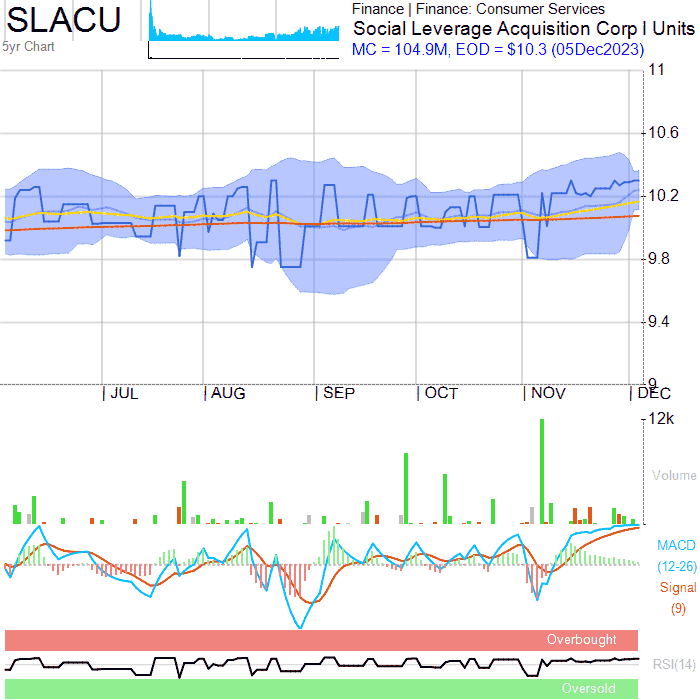 SLACU
5yr Chart
Finance | Finance: Consumer Services
Social Leverage Acquisition Corp I Units
MC = 104.9M, EOD = $10.3 (05Dec2023)
11
10.6
10.2
9.8
9.4
9
JUL AUG SEP OCT NOV DEC
12k
Volume
MACD
(12-26)
Signal
(9)
Overbought
RSI(14)
Oversold